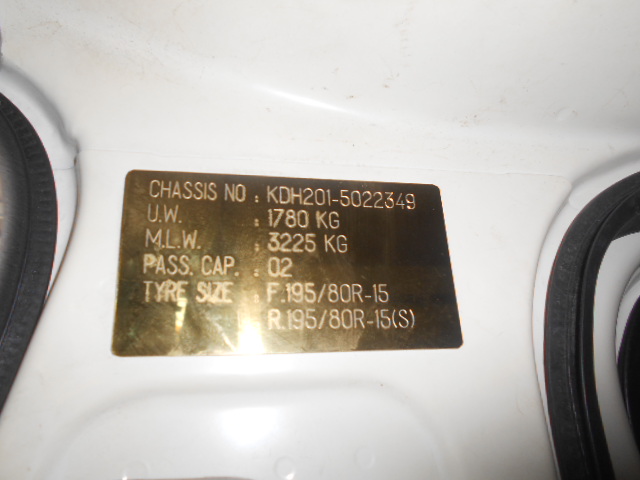 CHASSIS NO : KDH201-5022349
U.W. : 1780 KG
M.L.W. : 3225 KG
PASS. CAP. : 02
TYRE SIZE : F.195/80R-15
R.195/80R-15(S)